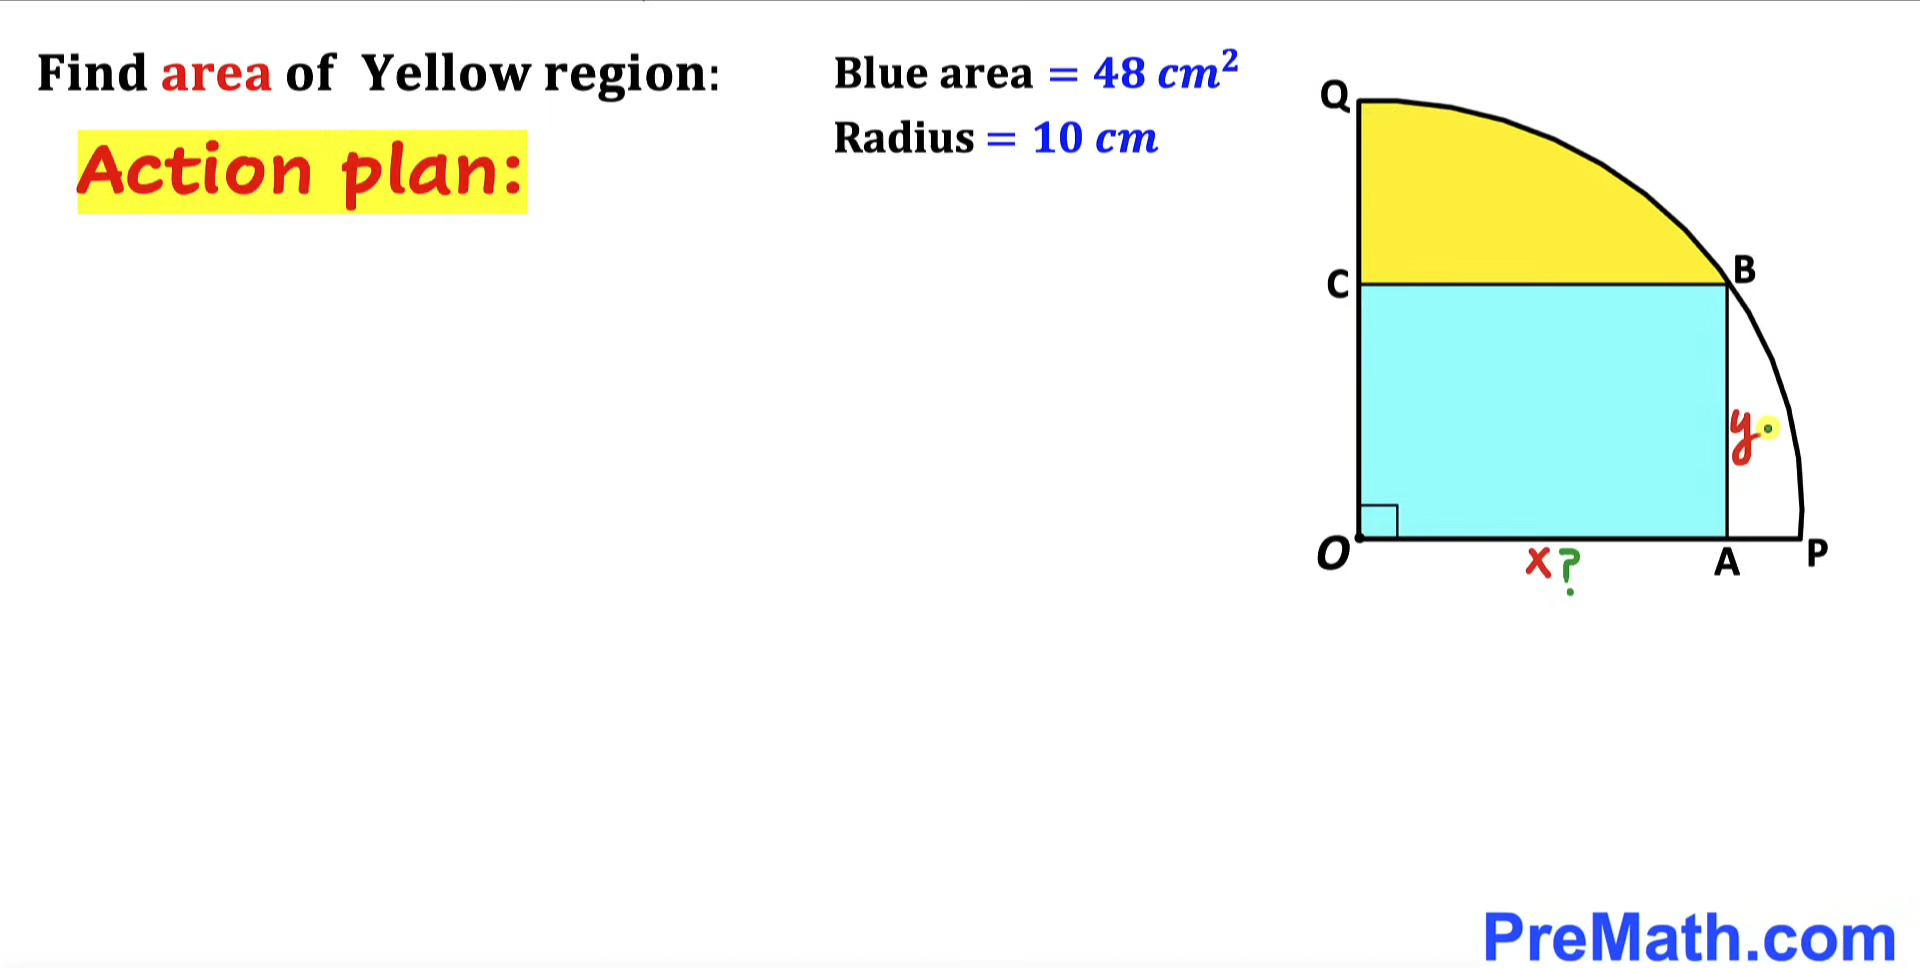 Find area of Yellow region:
Blue area = 48 cm²
Radius = 10 cm
Action plan:
Q
C
B
y
O
x?
A
P
PreMath.com